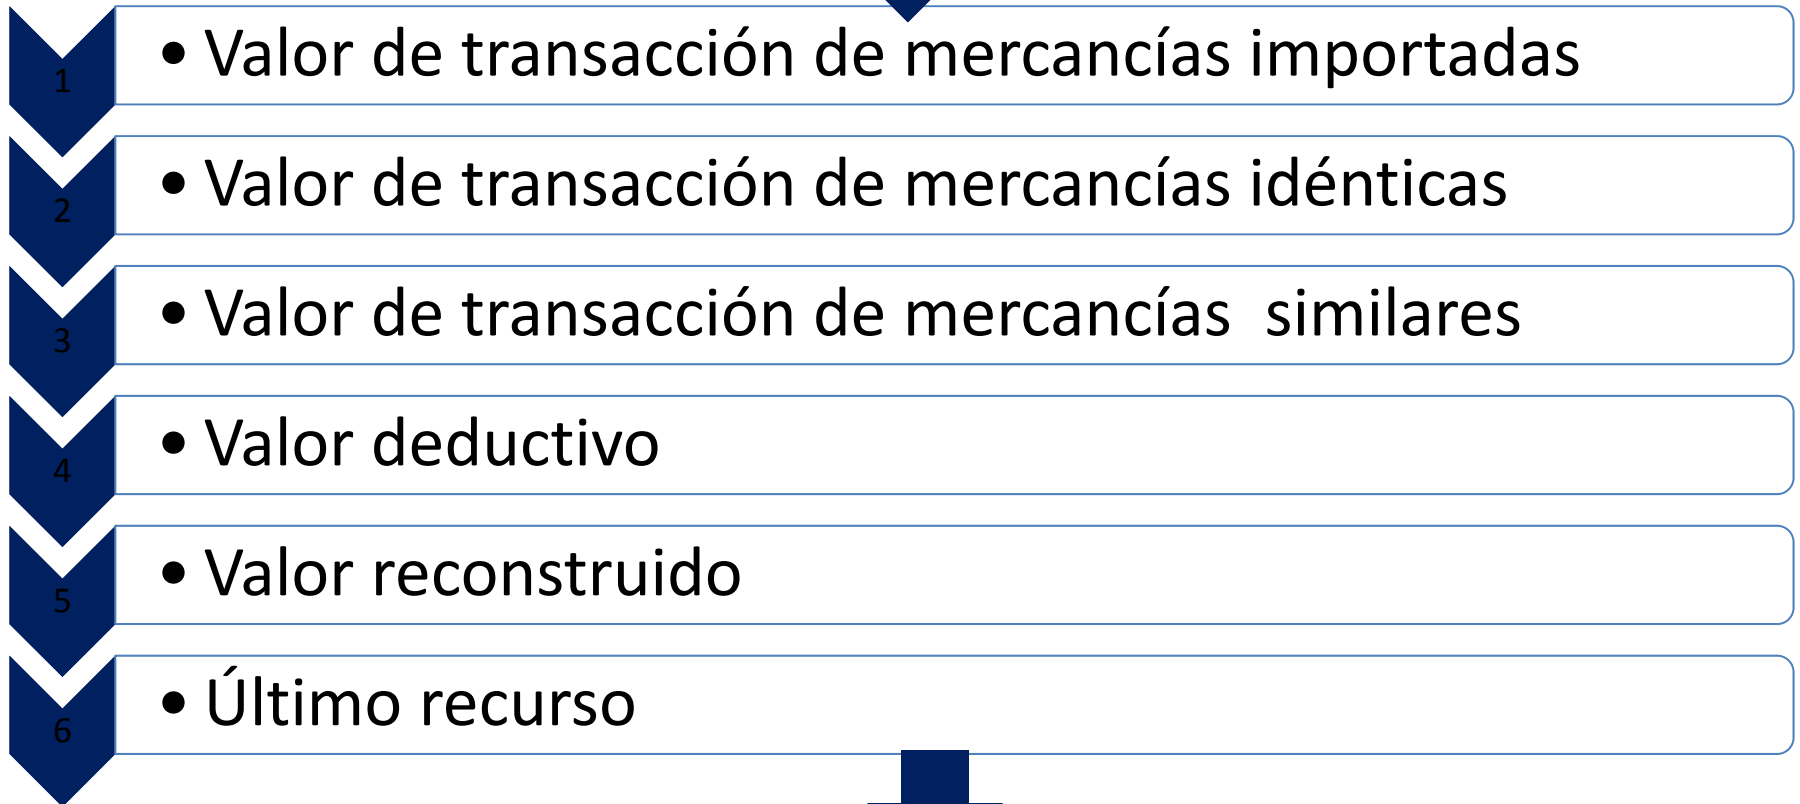 1 • Valor de transacción de mercancías importadas
2 • Valor de transacción de mercancías idénticas
3 • Valor de transacción de mercancías  similares
4 • Valor deductivo
5 • Valor reconstruido
6 • Último recurso